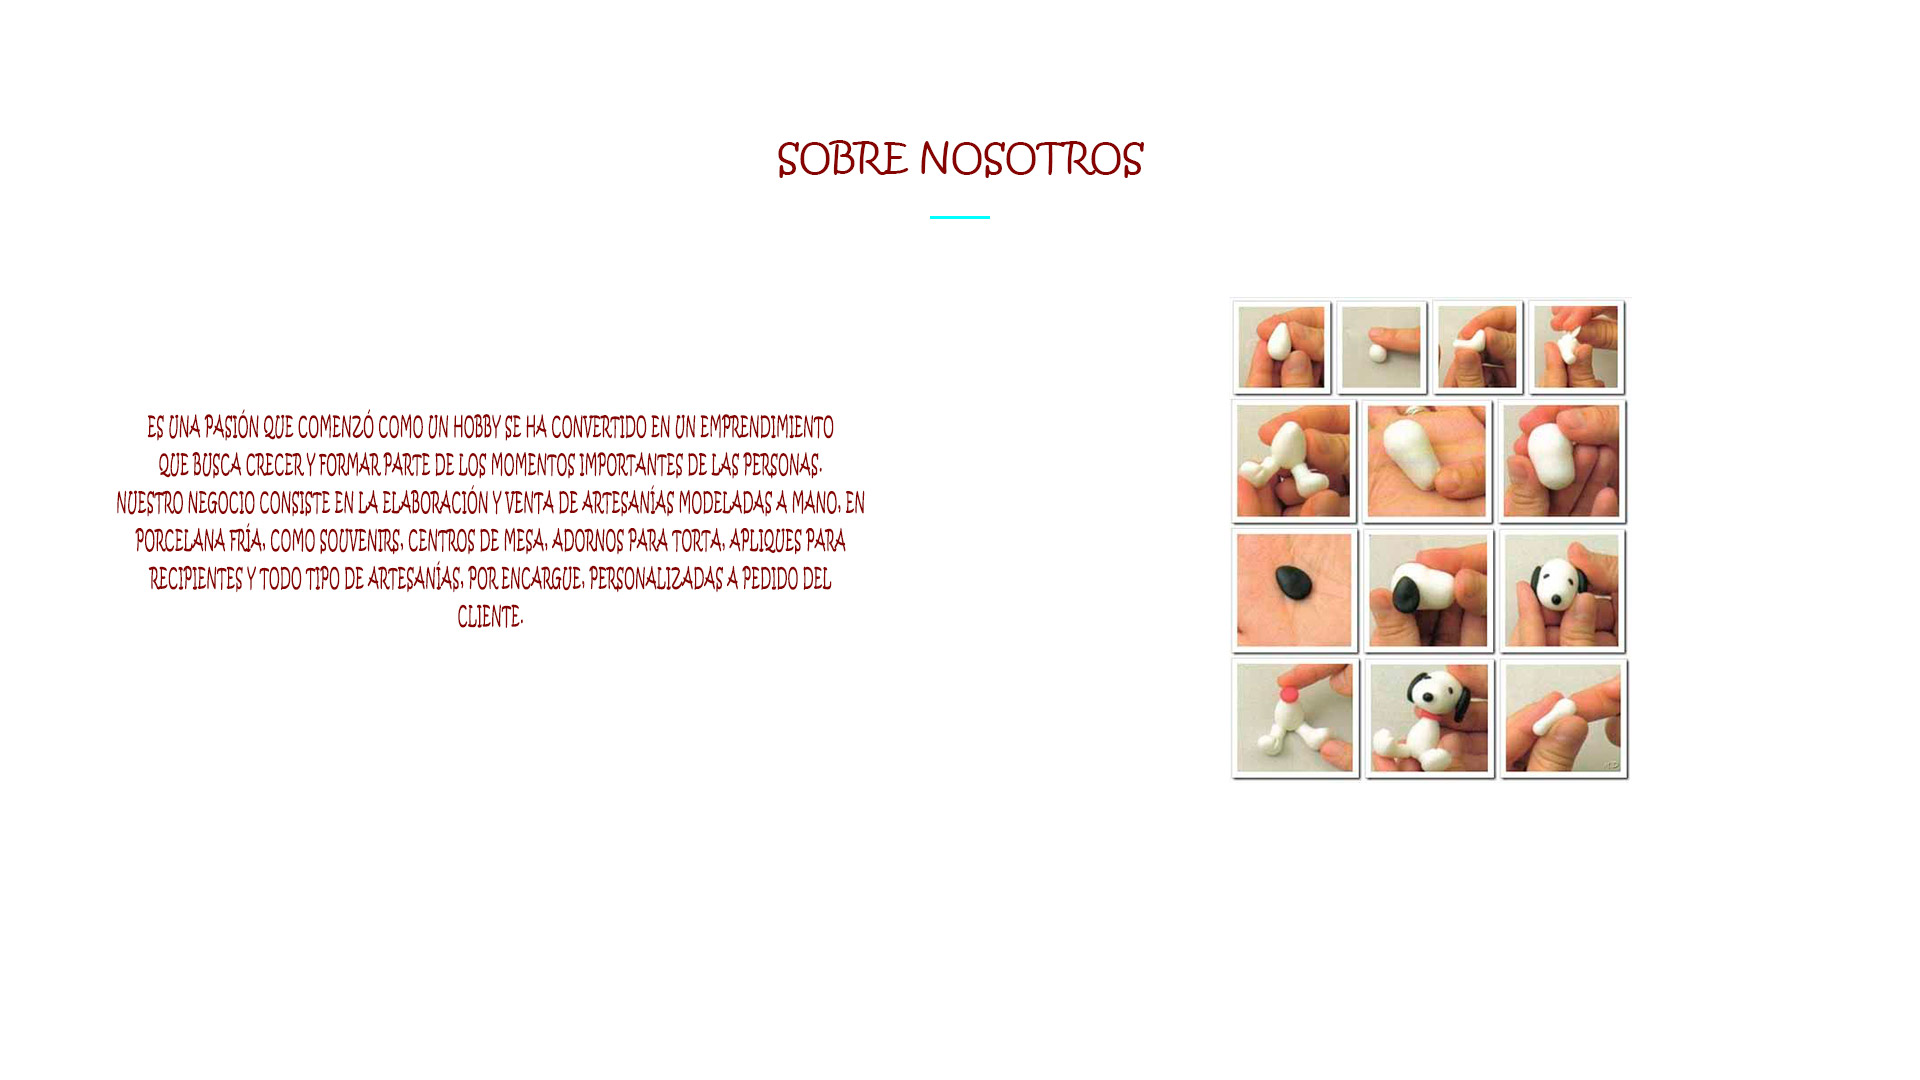 SOBRE NOSOTROS
ES UNA PASIÓN QUE COMENZÓ COMO UN HOBBY SE HA CONVERTIDO EN UN EMPRENDIMIENTO
QUE BUSCA CRECER Y FORMAR PARTE DE LOS MOMENTOS IMPORTANTES DE LAS PERSONAS.
NUESTRO NEGOCIO CONSISTE EN LA ELABORACIÓN Y VENTA DE ARTESANÍAS MODELADAS A MANO, EN
PORCELANA FRÍA, COMO SOUVENIRS, CENTROS DE MESA, ADORNOS PARA TORTA, APLIQUES PARA
RECIPIENTES Y TODO TIPO DE ARTESANÍAS, POR ENCARGUE, PERSONALIZADAS A PEDIDO DEL
CLIENTE.